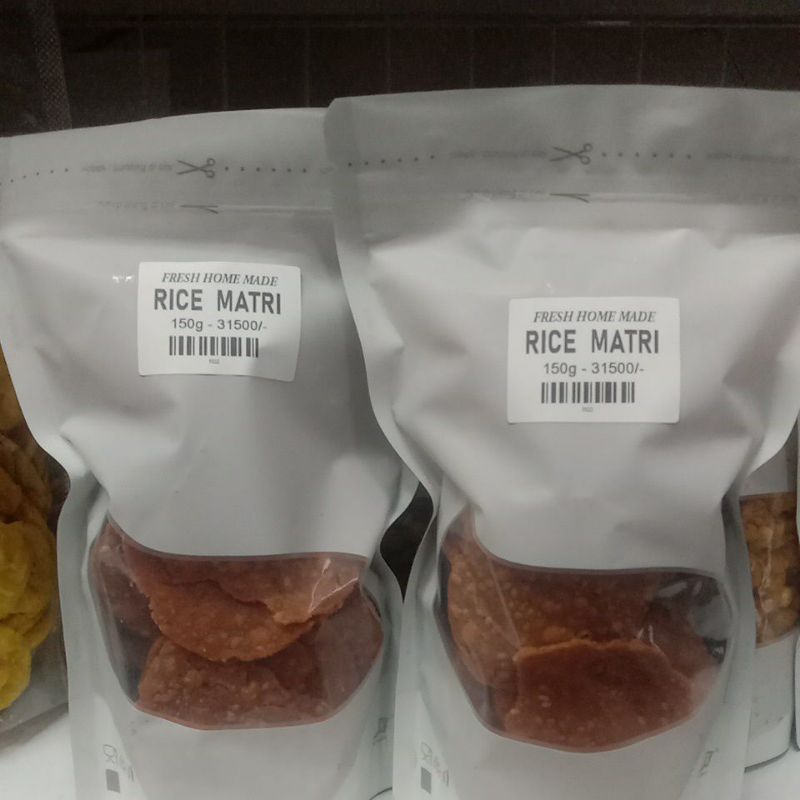 FRESH HOME MADE
RICE MATRI
150g - 31500/-
FRESH HOME MADE
RICE MATRI
150g - 31500/-